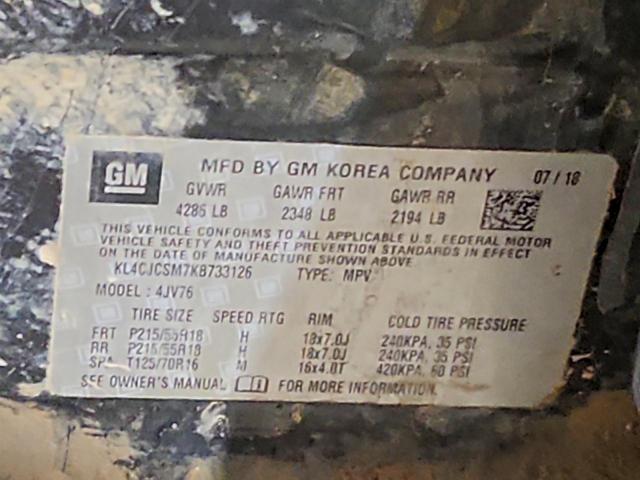 GM MFD BY GM KOREA COMPANY 07/18
GVWR GAWR FRT GAWR RR
4286 LB 2348 LB 2194 LB
THIS VEHICLE CONFORMS TO ALL APPLICABLE U.S. FEDERAL MOTOR
VEHICLE SAFETY AND THEFT PREVENTION STANDARDS IN EFFECT
ON THE DATE OF MANUFACTURE SHOWN ABOVE
KL4CJCSM7KB733126 TYPE: MPV
MODEL : 4JV76
TIRE SIZE SPEED RTG RIM COLD TIRE PRESSURE
FRT P215/55R18 H 18x7.0J 240KPA, 35 PSI
RR P215/55R18 H 18x7.0J 240KPA, 35 PSI
SPA T125/70R16 M 16x4.0T 420KPA, 60 PSI
SEE OWNER'S MANUAL FOR MORE INFORMATION.